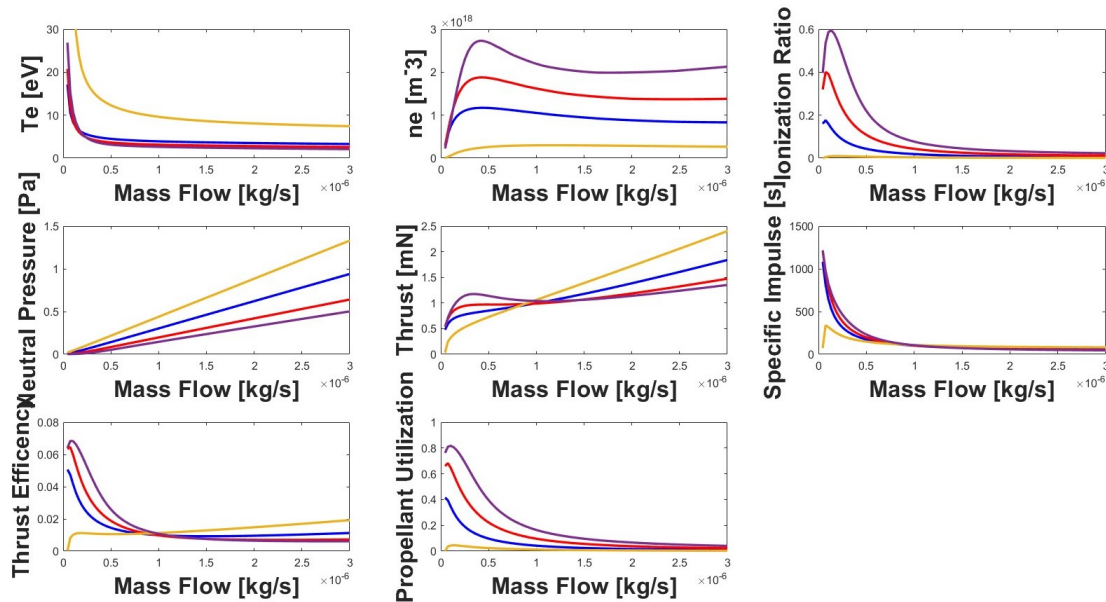 Te [eV]
30
20
10
0
0 0.5 1 1.5 2 2.5 3
×10⁻⁶
Mass Flow [kg/s]
ne [m⁻3]
×10¹⁸
3
2
1
0
0 0.5 1 1.5 2 2.5 3
×10⁻⁶
Mass Flow [kg/s]
Ionization Ratio
0.6
0.4
0.2
0
0 0.5 1 1.5 2 2.5 3
×10⁻⁶
Mass Flow [kg/s]
Neutral Pressure [Pa]
1.5
1
0.5
0
0 0.5 1 1.5 2 2.5 3
×10⁻⁶
Mass Flow [kg/s]
Thrust [mN]
2.5
2
1.5
1
0.5
0
0 0.5 1 1.5 2 2.5 3
×10⁻⁶
Mass Flow [kg/s]
Specific Impulse [s]
1500
1000
500
0
0 0.5 1 1.5 2 2.5 3
×10⁻⁶
Mass Flow [kg/s]
Thrust Efficency
0.08
0.06
0.04
0.02
0
0 0.5 1 1.5 2 2.5 3
×10⁻⁶
Mass Flow [kg/s]
Propellant Utilization
1
0.8
0.6
0.4
0.2
0
0 0.5 1 1.5 2 2.5 3
×10⁻⁶
Mass Flow [kg/s]